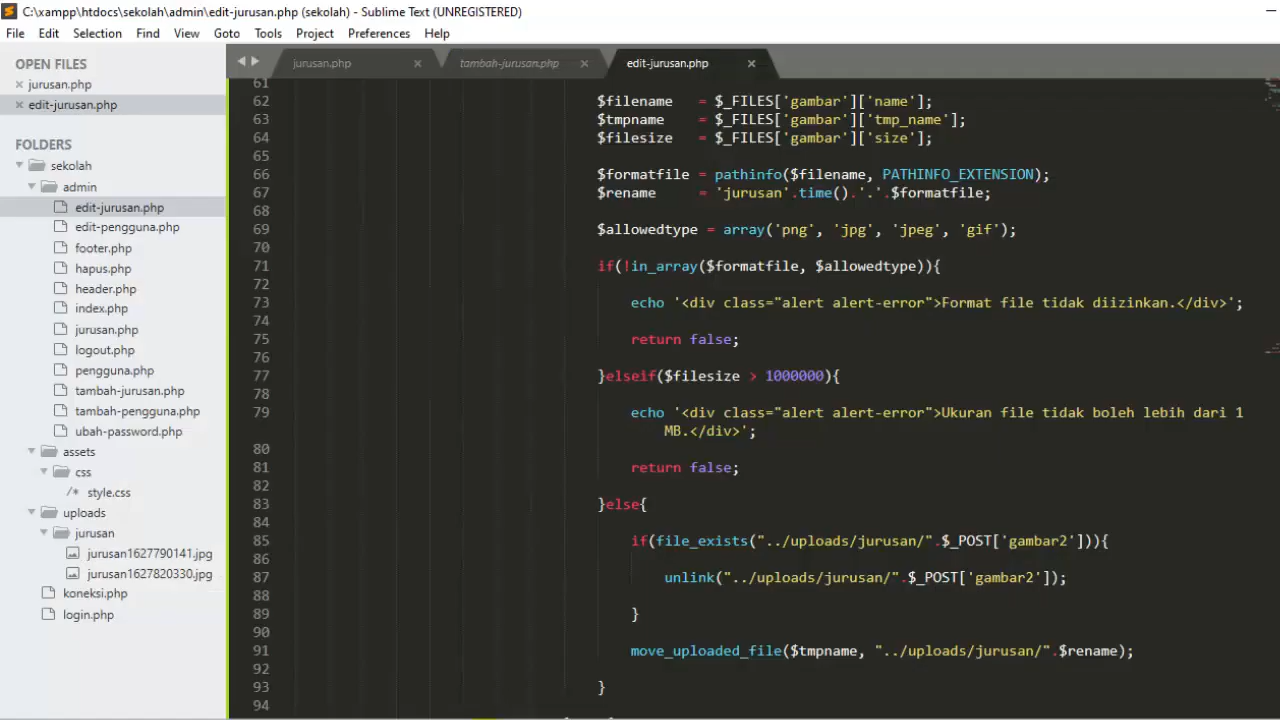 C:\xampp\htdocs\sekolah\admin\edit-jurusan.php (sekolah) - Sublime Text (UNREGISTERED)
File Edit Selection Find View Goto Tools Project Preferences Help
OPEN FILES
jurusan.php
edit-jurusan.php
FOLDERS
sekolah
admin
edit-jurusan.php
edit-pengguna.php
footer.php
hapus.php
header.php
index.php
jurusan.php
logout.php
pengguna.php
tambah-jurusan.php
tambah-pengguna.php
ubah-password.php
assets
css
/* style.css
uploads
jurusan
jurusan1627790141.jpg
jurusan1627820330.jpg
koneksi.php
login.php
jurusan.php tambah-jurusan.php edit-jurusan.php
61
62 $filename = $_FILES['gambar']['name'];
63 $tmpname = $_FILES['gambar']['tmp_name'];
64 $filesize = $_FILES['gambar']['size'];
65
66 $formatfile = pathinfo($filename, PATHINFO_EXTENSION);
67 $rename = 'jurusan'.time().'.'.$formatfile;
68
69 $allowedtype = array('png', 'jpg', 'jpeg', 'gif');
70
71 if(!in_array($formatfile, $allowedtype)){
72
73 echo '<div class="alert alert-error">Format file tidak diizinkan.</div>';
74
75 return false;
76
77 }elseif($filesize > 1000000){
78
79 echo '<div class="alert alert-error">Ukuran file tidak boleh lebih dari 1
MB.</div>';
80
81 return false;
82
83 }else{
84
85 if(file_exists("../uploads/jurusan/".$_POST['gambar2'])){
86
87 unlink("../uploads/jurusan/".$_POST['gambar2']);
88
89 }
90
91 move_uploaded_file($tmpname, "../uploads/jurusan/".$rename);
92
93 }
94